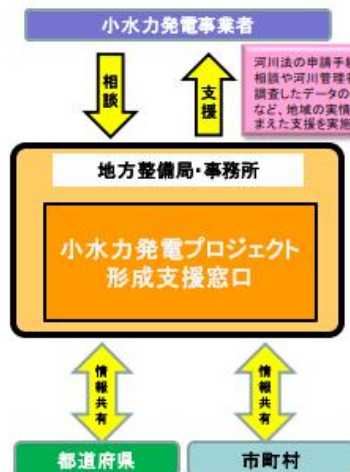 小水力発電事業者
相談
支援
河川法の申請手
相談や河川管理
調査したデータの
など、地域の実情
まえた支援を実施
地方整備局・事務所
小水力発電プロジェクト
形成支援窓口
情報共有
情報共有
都道府県
市町村